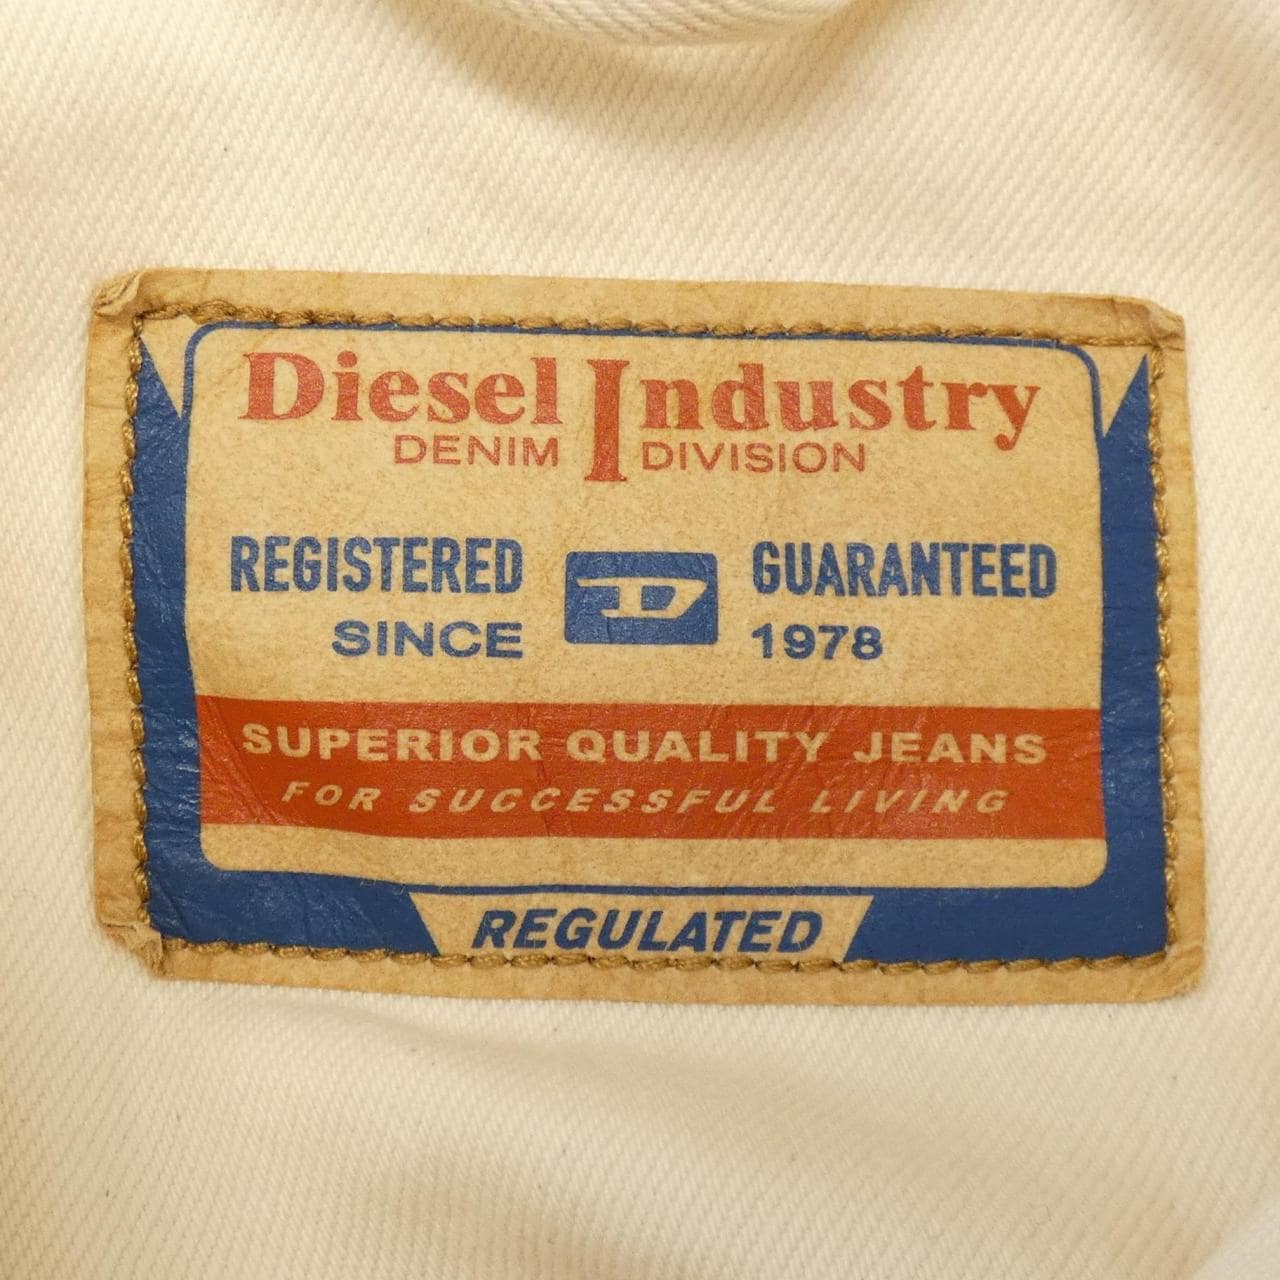 Diesel Industry
DENIM DIVISION
REGISTERED D GUARANTEED
SINCE 1978
SUPERIOR QUALITY JEANS
FOR SUCCESSFUL LIVING
REGULATED